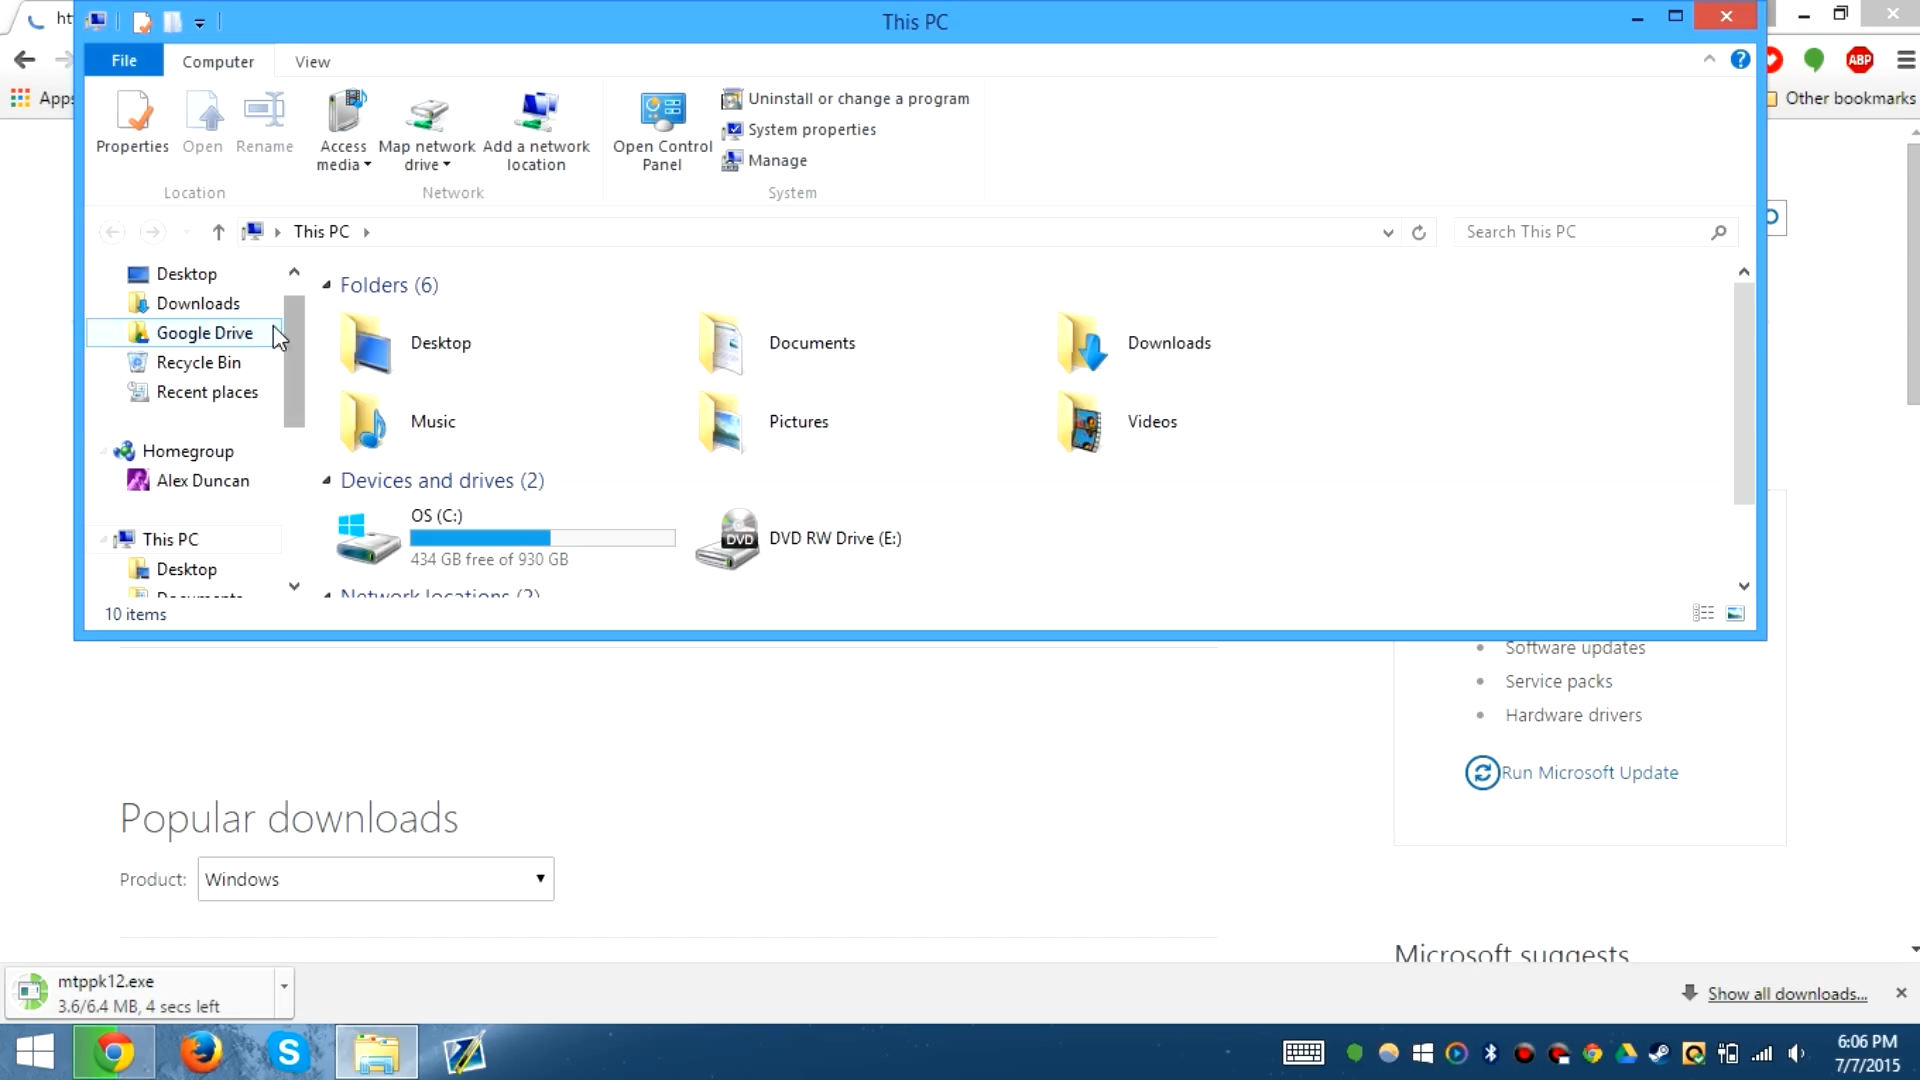 ht
This PC
File
Computer
View
ABP
Apps
Other bookmarks
Properties
Open
Rename
Access media
Map network drive
Add a network location
Open Control Panel
Uninstall or change a program
System properties
Manage
Location
Network
System
This PC
Search This PC
Desktop
Downloads
Google Drive
Recycle Bin
Recent places
Homegroup
Alex Duncan
This PC
Desktop
Documents
Folders (6)
Desktop
Documents
Downloads
Music
Pictures
Videos
Devices and drives (2)
OS (C:)
434 GB free of 930 GB
DVD
DVD RW Drive (E:)
Network locations (2)
10 items
Software updates
Service packs
Hardware drivers
Run Microsoft Update
Popular downloads
Product:
Windows
Microsoft suggests
mtppk12.exe
3.6/6.4 MB, 4 secs left
Show all downloads...
6:06 PM
7/7/2015